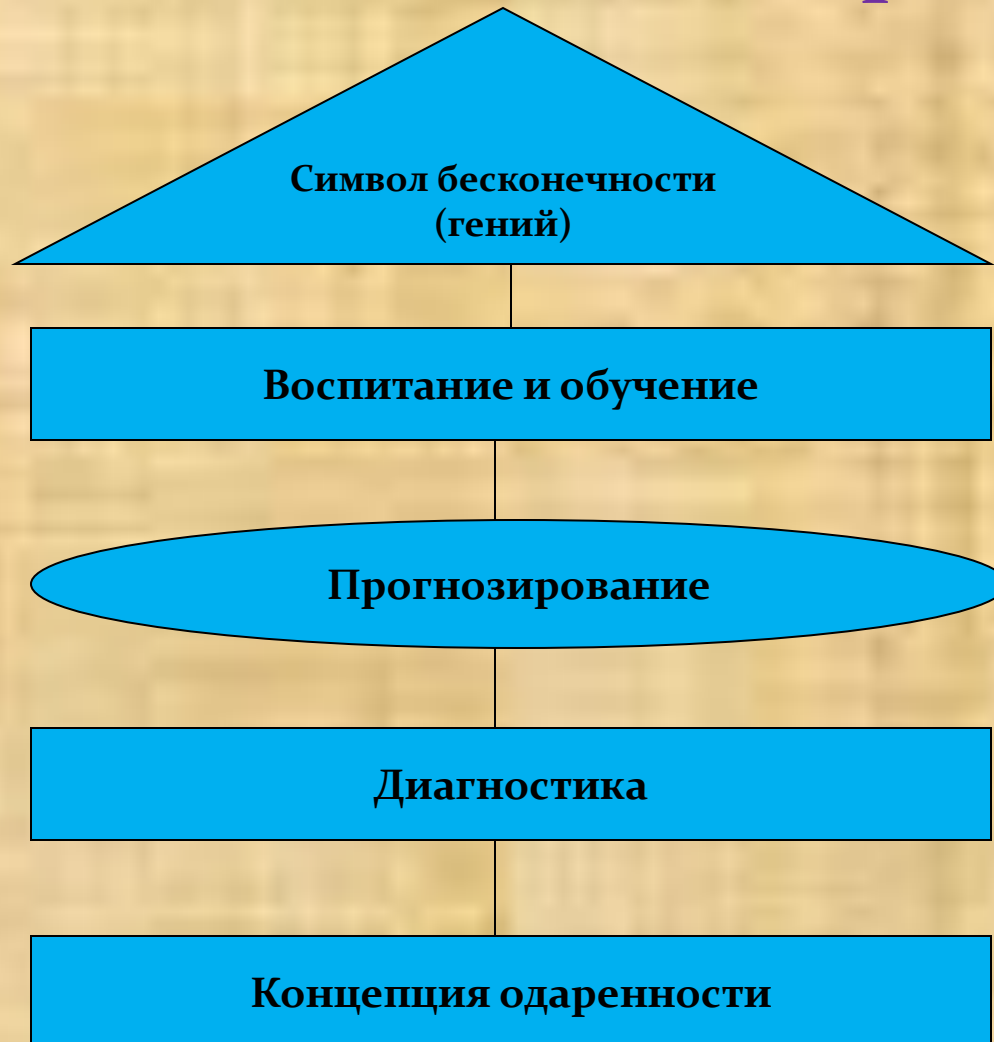 Символ бесконечности
(гений)
Воспитание и обучение
Прогнозирование
Диагностика
Концепция одаренности